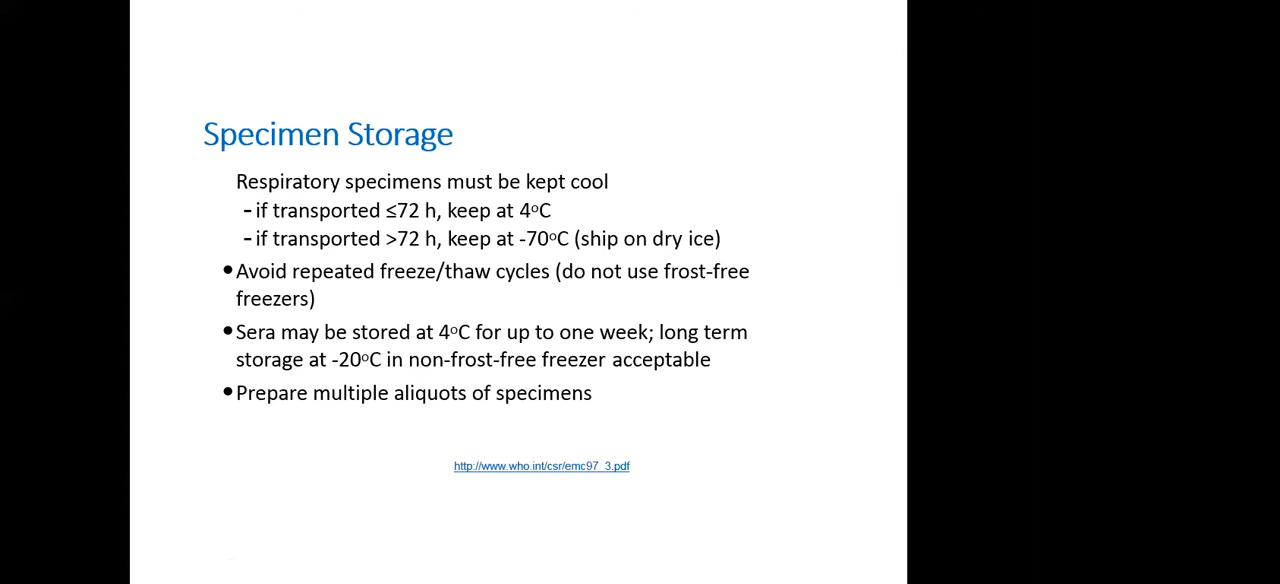 Specimen Storage
Respiratory specimens must be kept cool
- if transported ≤72 h, keep at 4ºC
- if transported >72 h, keep at -70ºC (ship on dry ice)
• Avoid repeated freeze/thaw cycles (do not use frost-free
freezers)
• Sera may be stored at 4ºC for up to one week; long term
storage at -20ºC in non-frost-free freezer acceptable
• Prepare multiple aliquots of specimens
http://www.who.int/csr/emc97_3.pdf